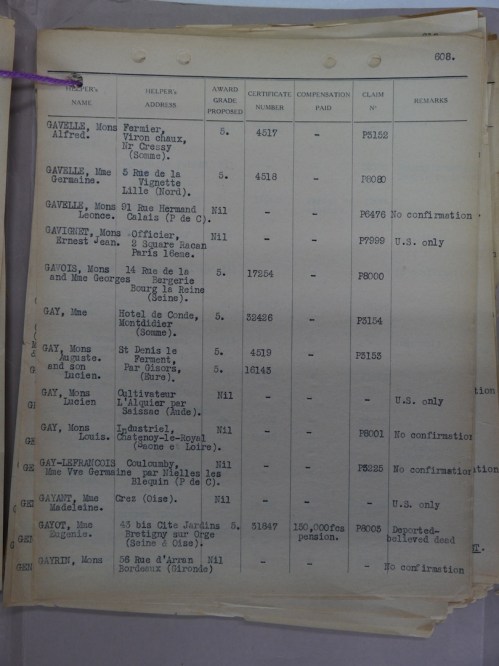 608.
HELPER's NAME HELPER's ADDRESS AWARD GRADE PROPOSED CERTIFICATE NUMBER COMPENSATION PAID CLAIM No. REMARKS
GAVELLE, Mons Fermier, 5. 4517 - P3152
Alfred. Viron chaux,
Nr Cressy
(Somme).
GAVELLE, Mme 5 Rue de la 5. 4518 - P8080
Germaine. Vignette
Lille (Nord).
GAVELLE, Mons 91 Rue Hermand Nil - - P6476 No confirmation
Leonce. Calais (P de C).
GAVIGNET, Mons Officier, Nil - - P7999 U.S. only
Ernest Jean. 2 Square Racan
Paris 16eme.
GAVOIS, Mons 14 Rue de la 5. 17254 - P8000
and Mme Georges Bergerie
Bourg la Reine
(Seine).
GAY, Mme Hotel de Conde, 5. 32426 - P3154
Montdidier
(Somme).
GAY, Mons St Denis le 5. 4519 - P3153
Auguste. Ferment,
and son Par Gisors, 5. 16143
Lucien. (Eure).
GAY, Mons Cultivateur Nil - - - U.S. only
Lucien L'Alquier par
Saissac (Aude).
GAY, Mons Industriel, Nil - - P8001 No confirmation
Louis. Chatenoy-le-Royal
(Saone et Loire).
GAY-LEFRANCOIS Couloumby, Nil - - P3225 No confirmation
Mme Vve Germaine par Nielles les
Blequin (P de C).
GAYANT, Mme Crez (Oise). Nil - - - U.S. only
Madeleine.
GAYOT, Mme 43 bis Cite Jardins 5. 31847 150,000fcs P8003 Deported-
Eugenie. Bretigny sur Orge pension. believed dead
(Seine & Oise).
GAYRIN, Mons 56 Rue d'Arran Nil - - - No confirmation
Bordeaux (Gironde)